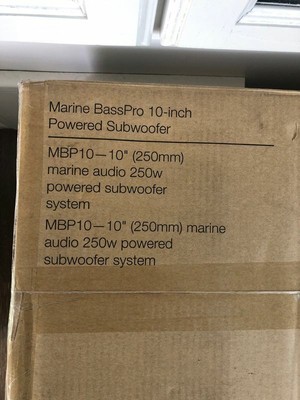 Marine BassPro 10-inch
Powered Subwoofer
MBP10—10" (250mm)
marine audio 250w
powered subwoofer
system
MBP10—10" (250mm) marine
audio 250w powered
subwoofer system